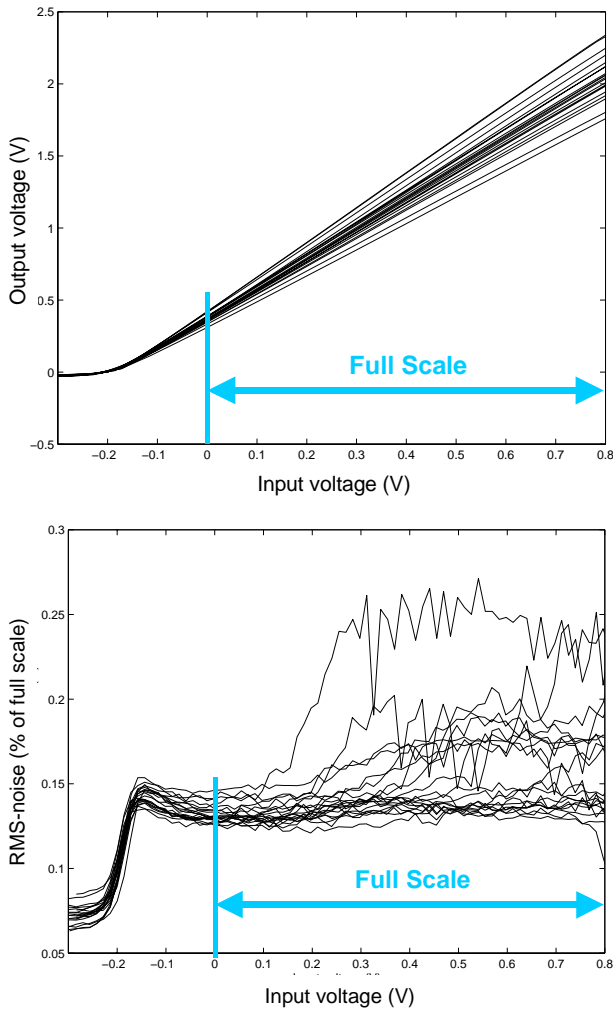 2.5
2
1.5
1
0.5
0
−0.5
Output voltage (V)
Full Scale
−0.2 −0.1 0 0.1 0.2 0.3 0.4 0.5 0.6 0.7 0.8
Input voltage (V)
0.3
0.25
0.2
0.15
0.1
0.05
RMS-noise (% of full scale)
Full Scale
−0.2 −0.1 0 0.1 0.2 0.3 0.4 0.5 0.6 0.7 0.8
Input voltage (V)